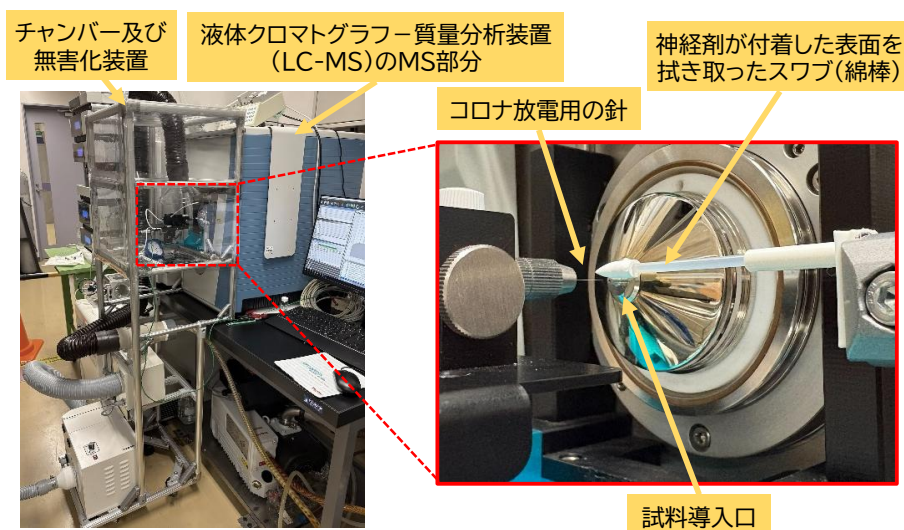 チャンバー及び
無害化装置
液体クロマトグラフー質量分析装置
(LC-MS)のMS部分
神経剤が付着した表面を
拭き取ったスワブ(綿棒)
コロナ放電用の針
試料導入口